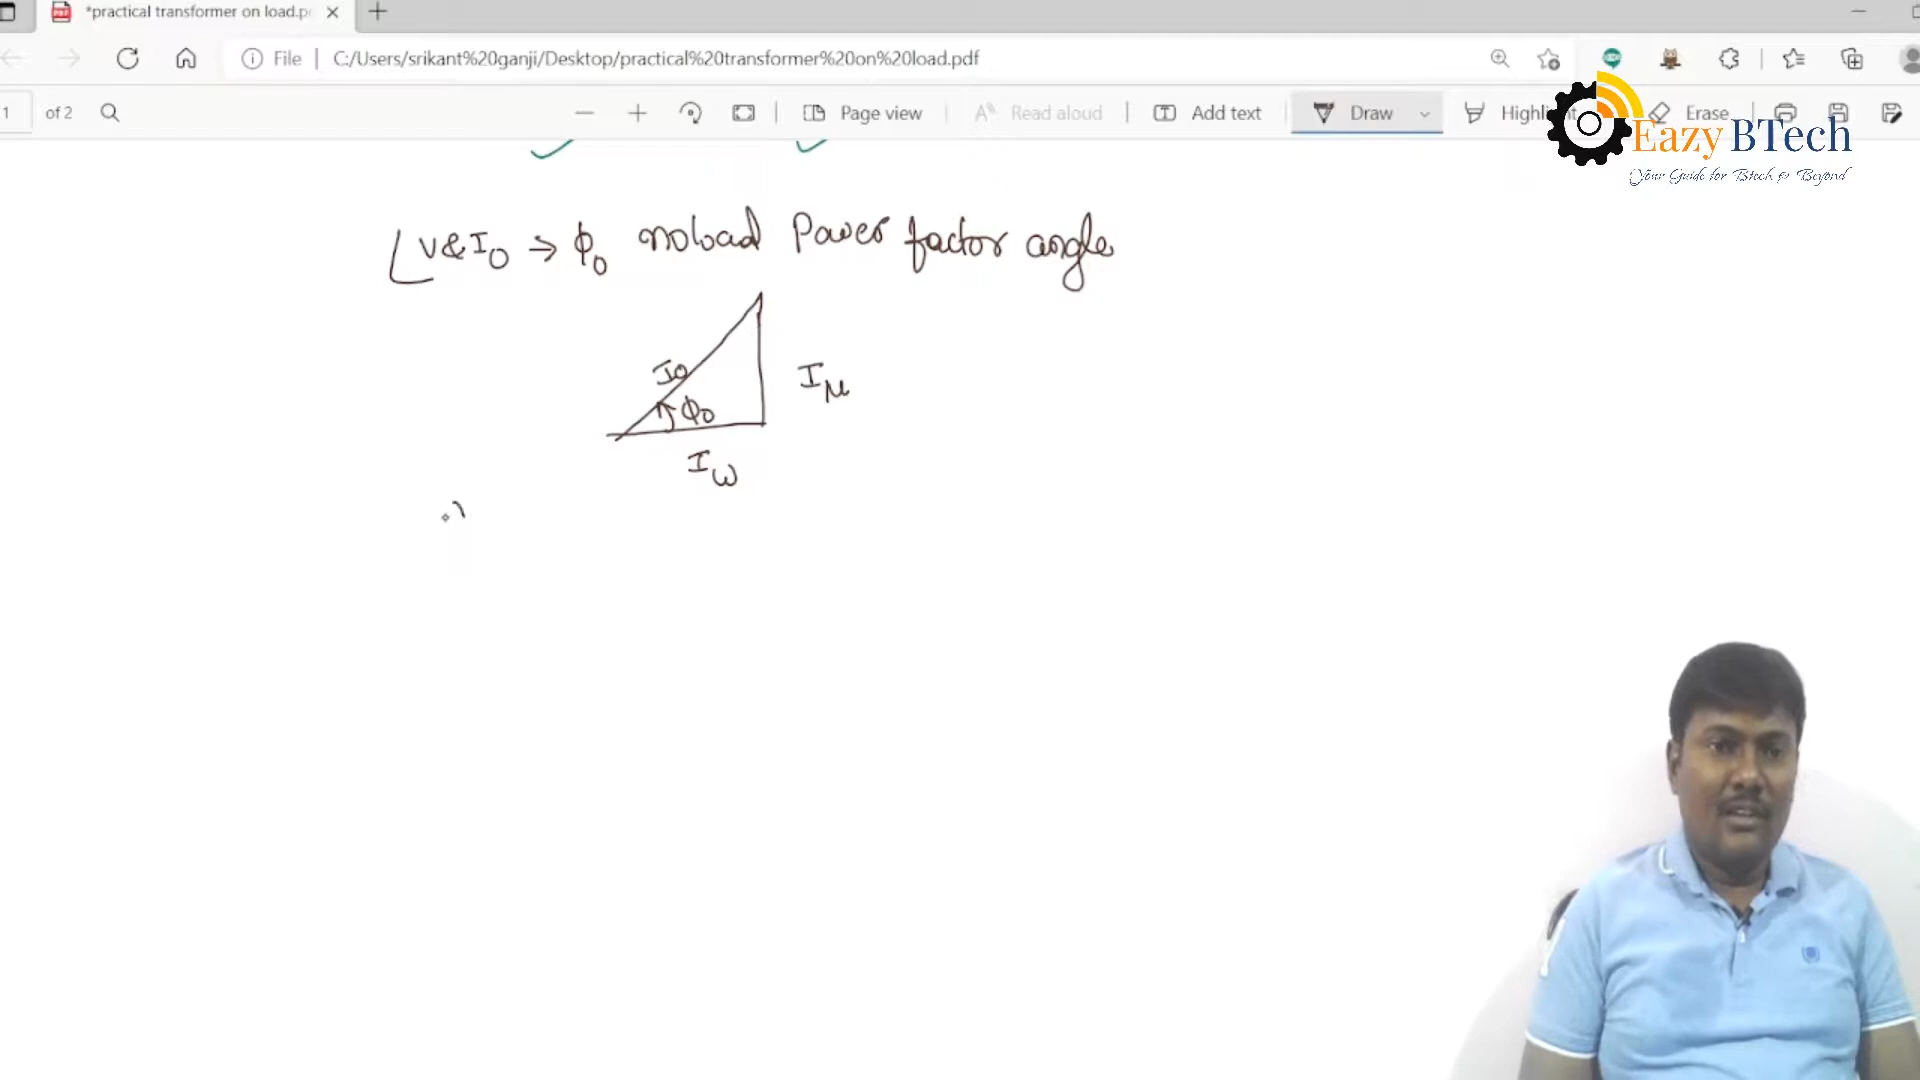 *practical transformer on load.p
File | C:/Users/srikant%20ganji/Desktop/practical%20transformer%20on%20load.pdf
1 of 2 Page view Read aloud Add text Draw Highligh Erase
Eazy BTech
Your Guide for Btech & Beyond
V&I₀ → ϕ₀ noload Power factor angle
I₀
ϕ₀
Iμ
Iω